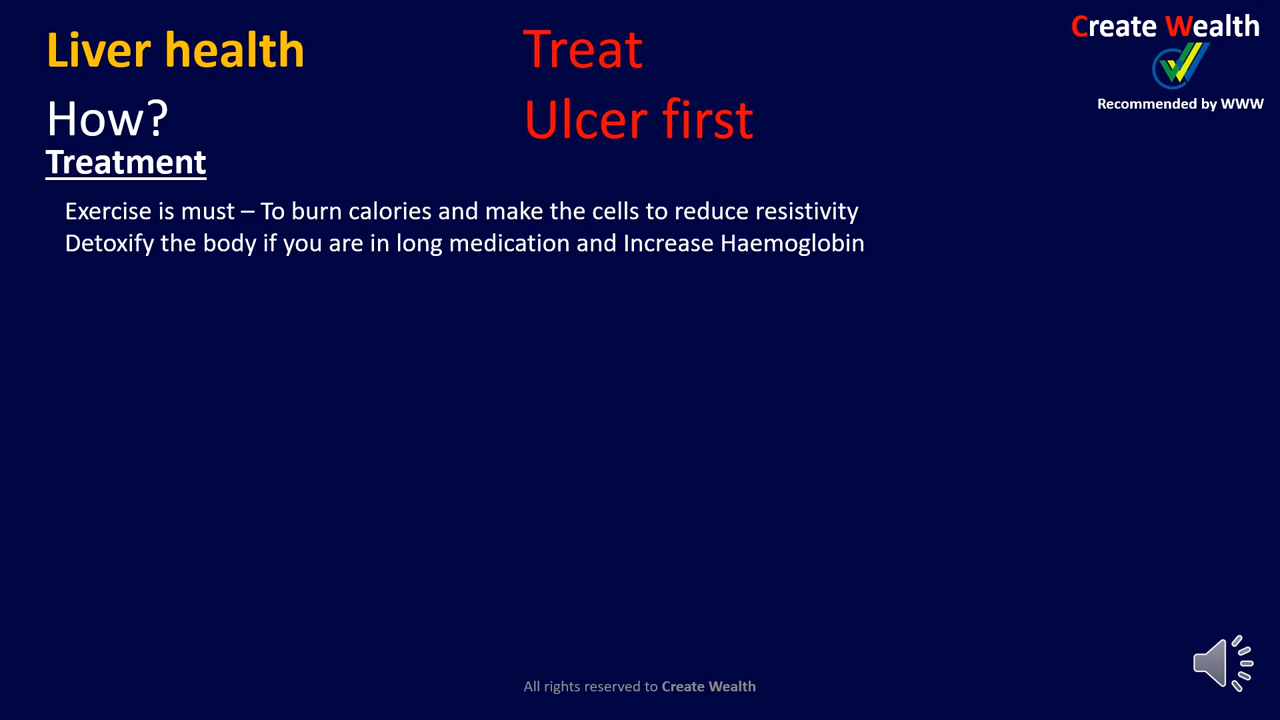 Liver health
How?
Treatment
Treat
Ulcer first
Create Wealth
Recommended by WWW
Exercise is must – To burn calories and make the cells to reduce resistivity
Detoxify the body if you are in long medication and Increase Haemoglobin
All rights reserved to Create Wealth